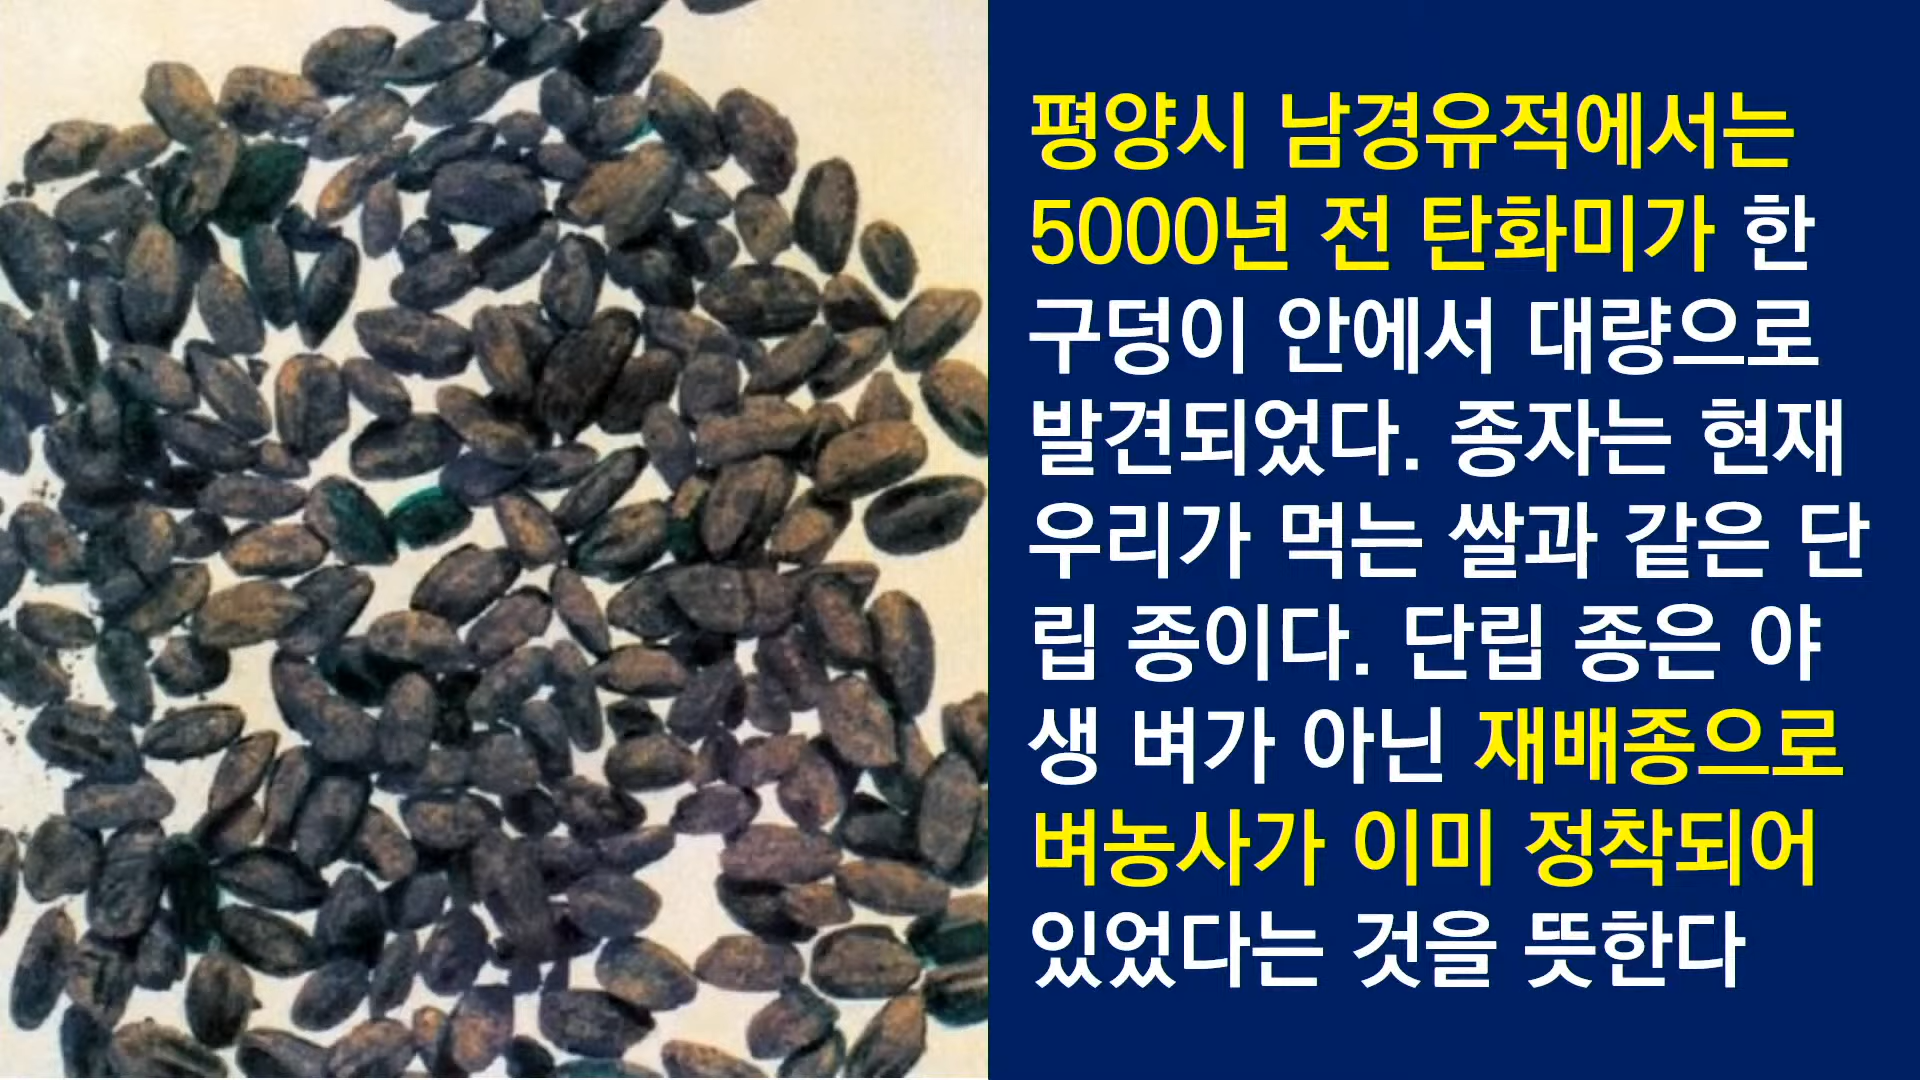 평양시 남경유적에서는
5000년 전 탄화미가 한
구덩이 안에서 대량으로
발견되었다. 종자는 현재
우리가 먹는 쌀과 같은 단
립 종이다. 단립 종은 야
생 벼가 아닌 재배종으로
벼농사가 이미 정착되어
있었다는 것을 뜻한다